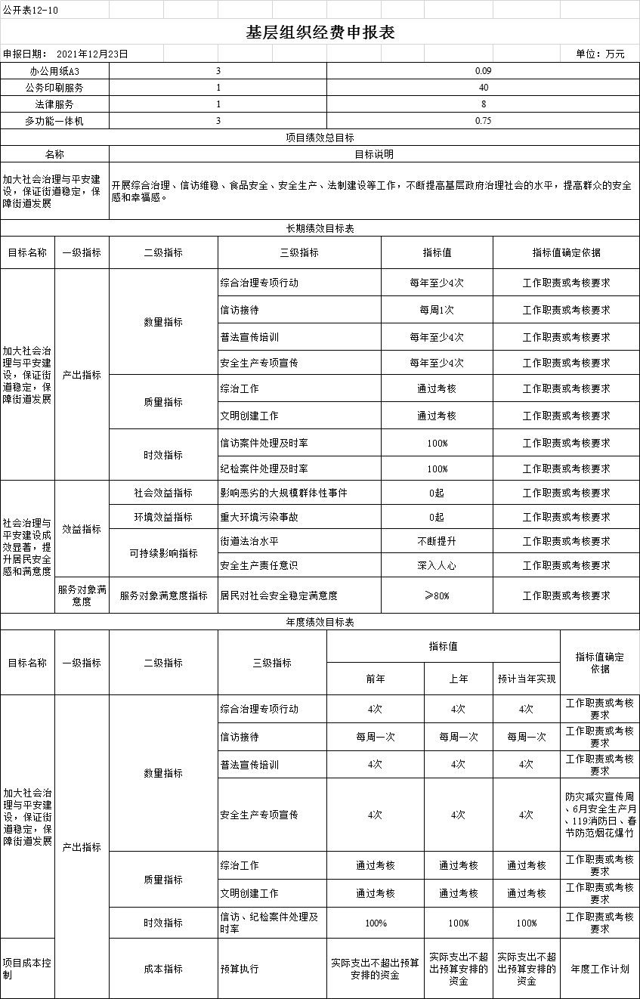 公开表12-10
基层组织经费申报表
申报日期： 2021年12月23日 单位：万元
办公用纸A3 3 0.09
公务印刷服务 1 40
法律服务 1 8
多功能一体机 3 0.75
项目绩效总目标
名称 目标说明
加大社会治理与平安建
设，保证街道稳定，保
障街道发展
开展综合治理、信访维稳、食品安全、安全生产、法制建设等工作，不断提高基层政府治理社会的水平，提高群众的安全
感和幸福感。
长期绩效目标表
目标名称 一级指标 二级指标 三级指标 指标值 指标值确定依据
加大社会治
理与平安建
设，保证街
道稳定，保
障街道发展
产出指标
数量指标
综合治理专项行动 每年至少4次 工作职责或考核要求
信访接待 每周1次 工作职责或考核要求
普法宣传培训 每年至少4次 工作职责或考核要求
安全生产专项宣传 每年至少4次 工作职责或考核要求
质量指标
综治工作 通过考核 工作职责或考核要求
文明创建工作 通过考核 工作职责或考核要求
时效指标
信访案件处理及时率 100% 工作职责或考核要求
纪检案件处理及时率 100% 工作职责或考核要求
社会治理与
平安建设成
效显著，提
升居民安全
感和满意度
效益指标
社会效益指标 影响恶劣的大规模群体性事件 0起 工作职责或考核要求
环境效益指标 重大环境污染事故 0起 工作职责或考核要求
可持续影响指标
街道法治水平 不断提升 工作职责或考核要求
安全生产责任意识 深入人心 工作职责或考核要求
服务对象满
意度
服务对象满意度指标 居民对社会安全稳定满意度 ≥80% 工作职责或考核要求
年度绩效目标表
目标名称 一级指标 二级指标 三级指标 指标值
指标值确定
依据
前年 上年 预计当年实现
加大社会治
理与平安建
设，保证街
道稳定，保
障街道发展
产出指标
数量指标
综合治理专项行动 4次 4次 4次
工作职责或考核
要求
信访接待 每周一次 每周一次 每周一次
工作职责或考核
要求
普法宣传培训 4次 4次 4次
工作职责或考核
要求
安全生产专项宣传 4次 4次 4次
防灾减灾宣传周
、6月安全生产月
、119消防日、春
节防范烟花爆竹
质量指标
综治工作 通过考核 通过考核 通过考核
工作职责或考核
要求
文明创建工作 通过考核 通过考核 通过考核
工作职责或考核
要求
时效指标
信访、纪检案件处理及
时率
100% 100% 100%
工作职责或考核
要求
项目成本控
制
成本指标 预算执行
实际支出不超出预算
安排的资金
实际支出不超
出预算安排的
资金
实际支出不超
出预算安排的
资金
年度工作计划